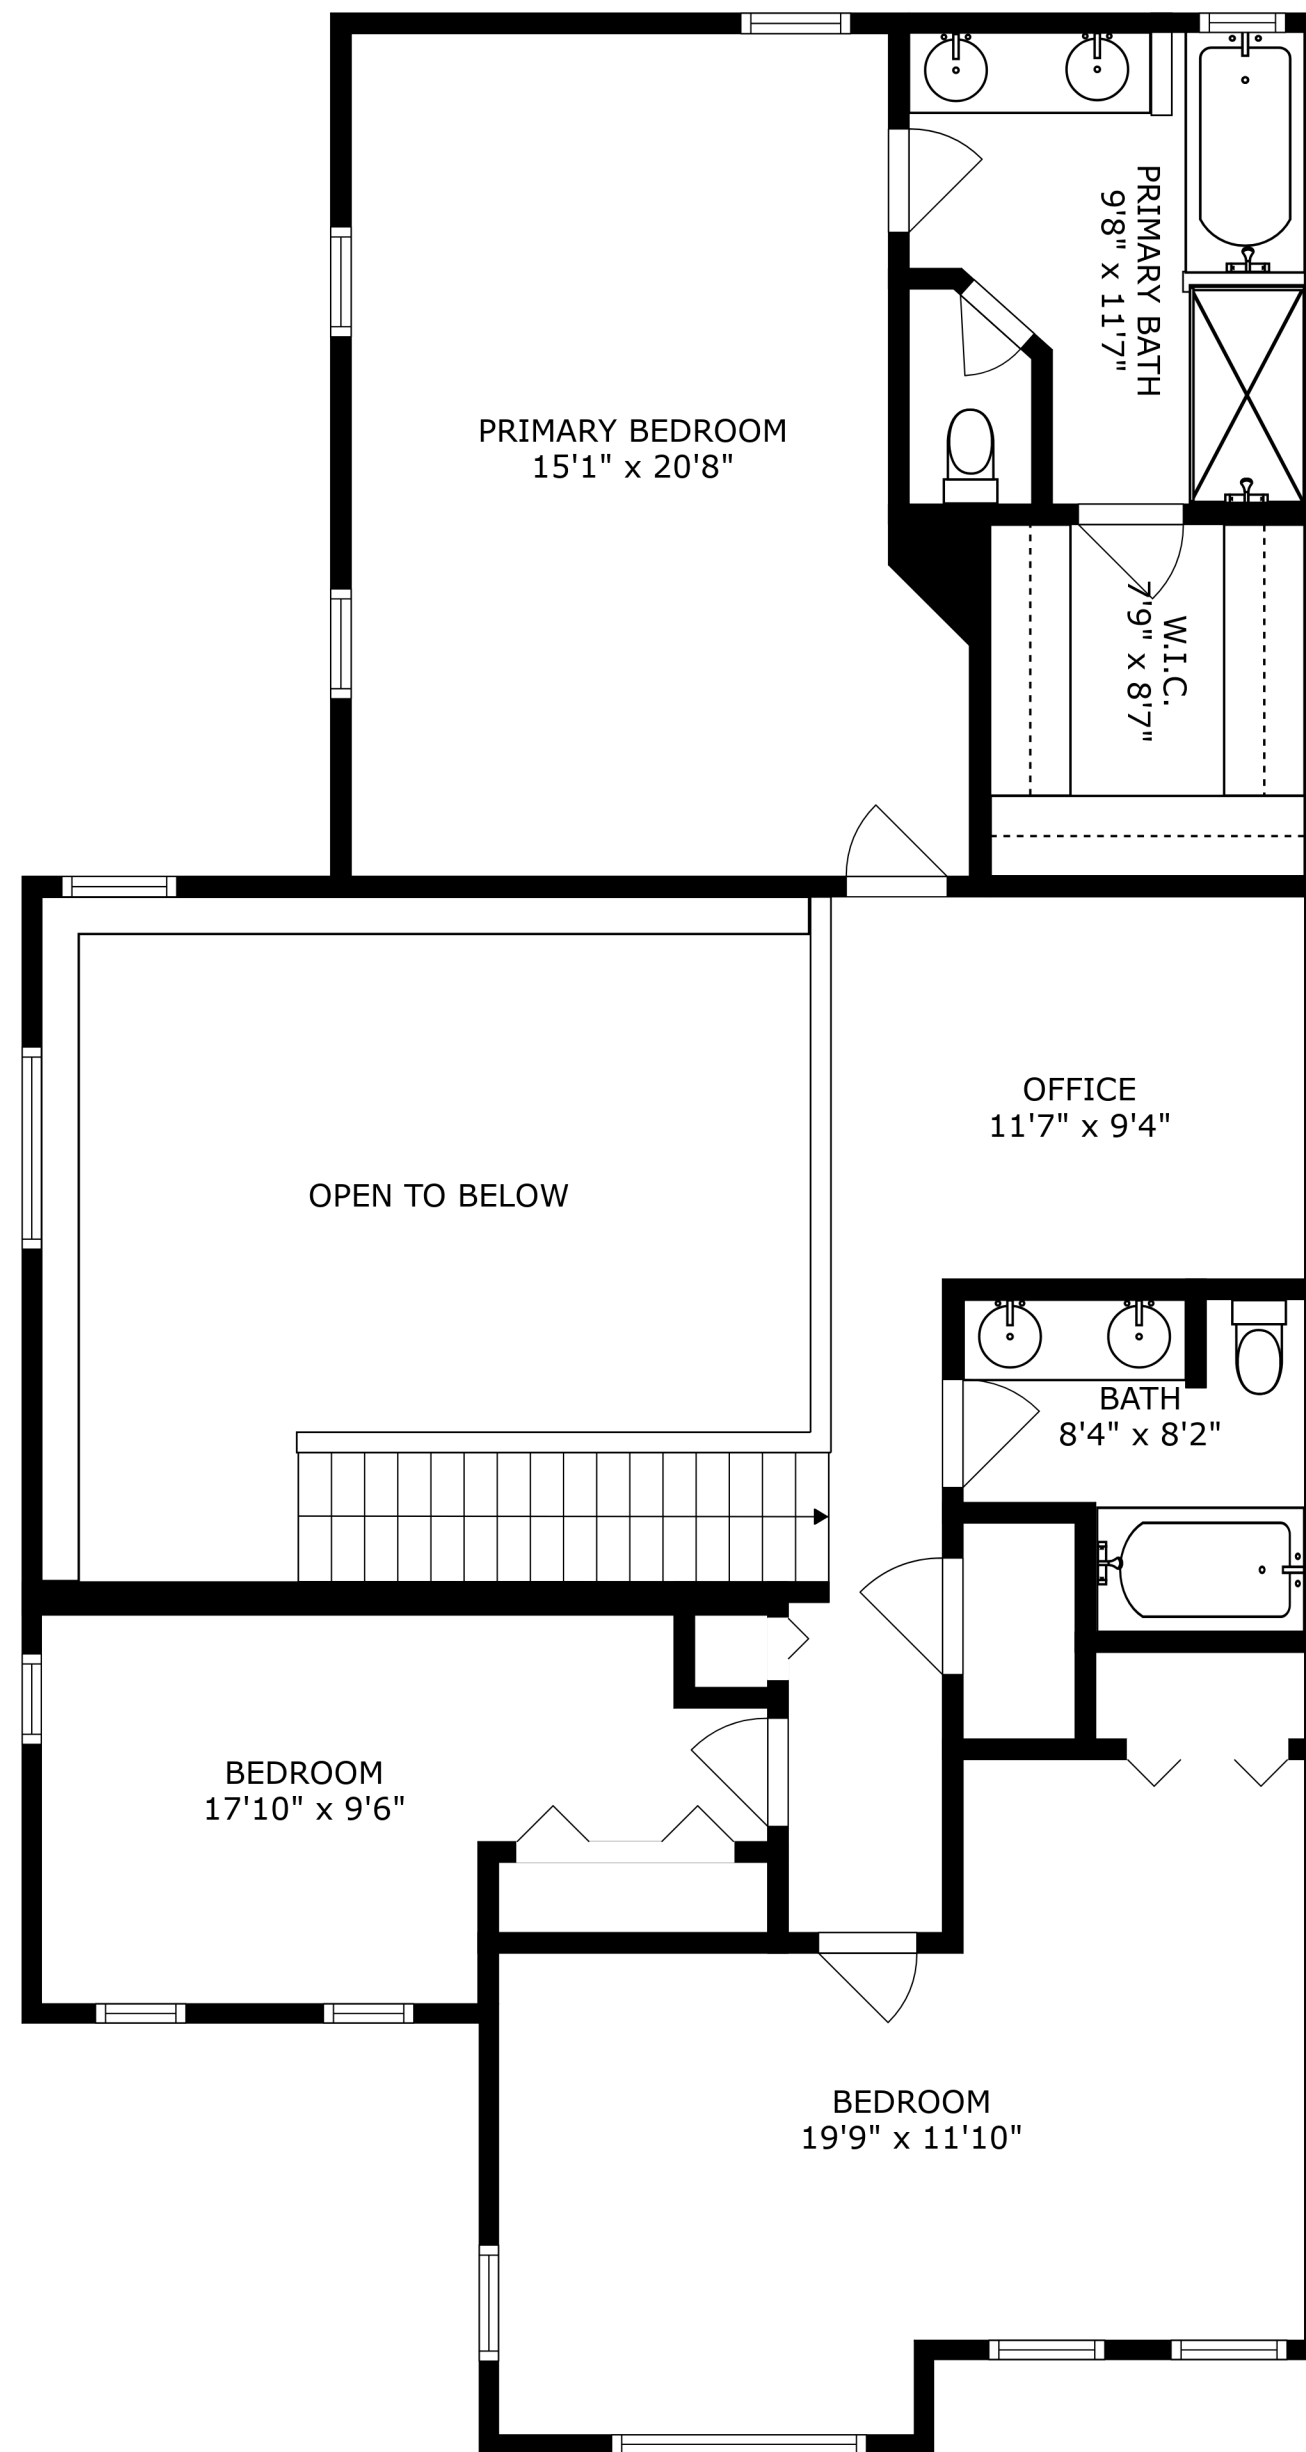 PRIMARY BATH
9'8" x 11'7"
PRIMARY BEDROOM
15'1" x 20'8"
W.I.C.
7'9" x 8'7"
OFFICE
11'7" x 9'4"
OPEN TO BELOW
BATH
8'4" x 8'2"
BEDROOM
17'10" x 9'6"
BEDROOM
19'9" x 11'10"